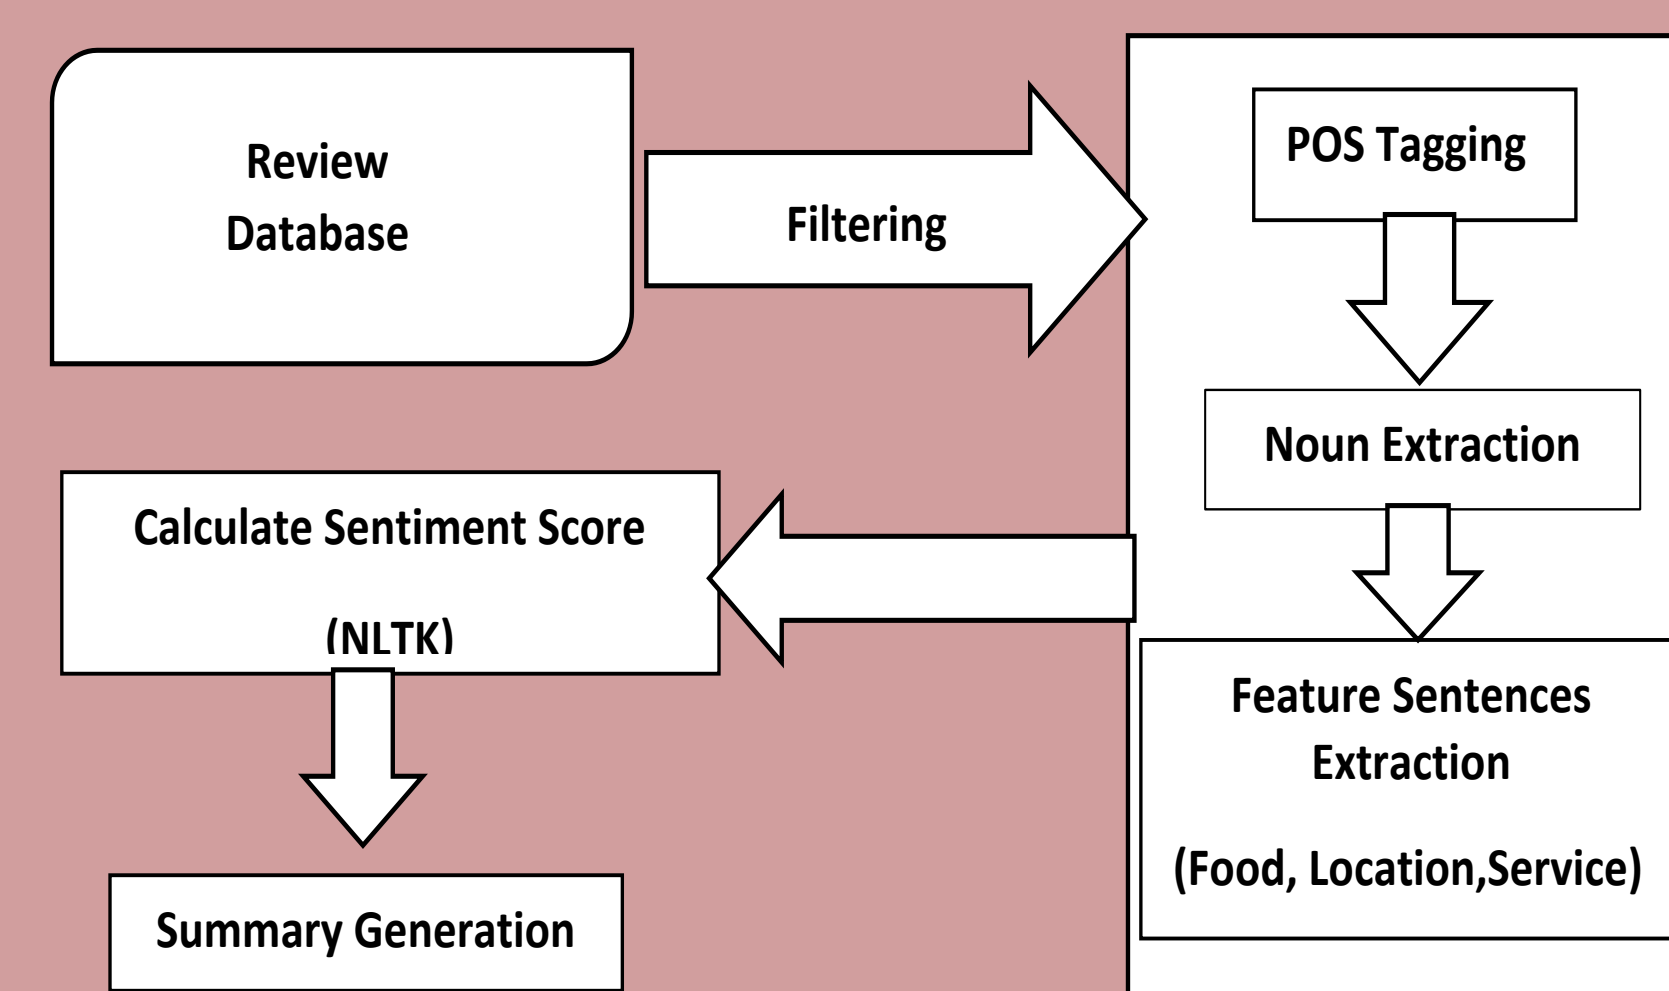 Review
Database
Filtering
POS Tagging
Noun Extraction
Feature Sentences
Extraction
(Food, Location,Service)
Calculate Sentiment Score
(NLTK)
Summary Generation